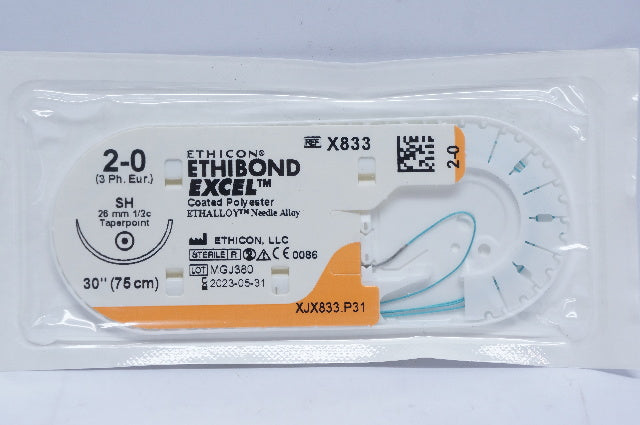 2-0
(3 Ph. Eur.)
SH
26 mm 1/2c
Taperpoint
30" (75 cm)
ETHICON®
ETHIBOND
EXCEL™
Coated Polyester
ETHALLOY™ Needle Alloy
ETHICON, LLC
STERILE R 2 CE 0086
LOT MGJ380
2023-05-31
REF X833
2-0
XJX833.P31